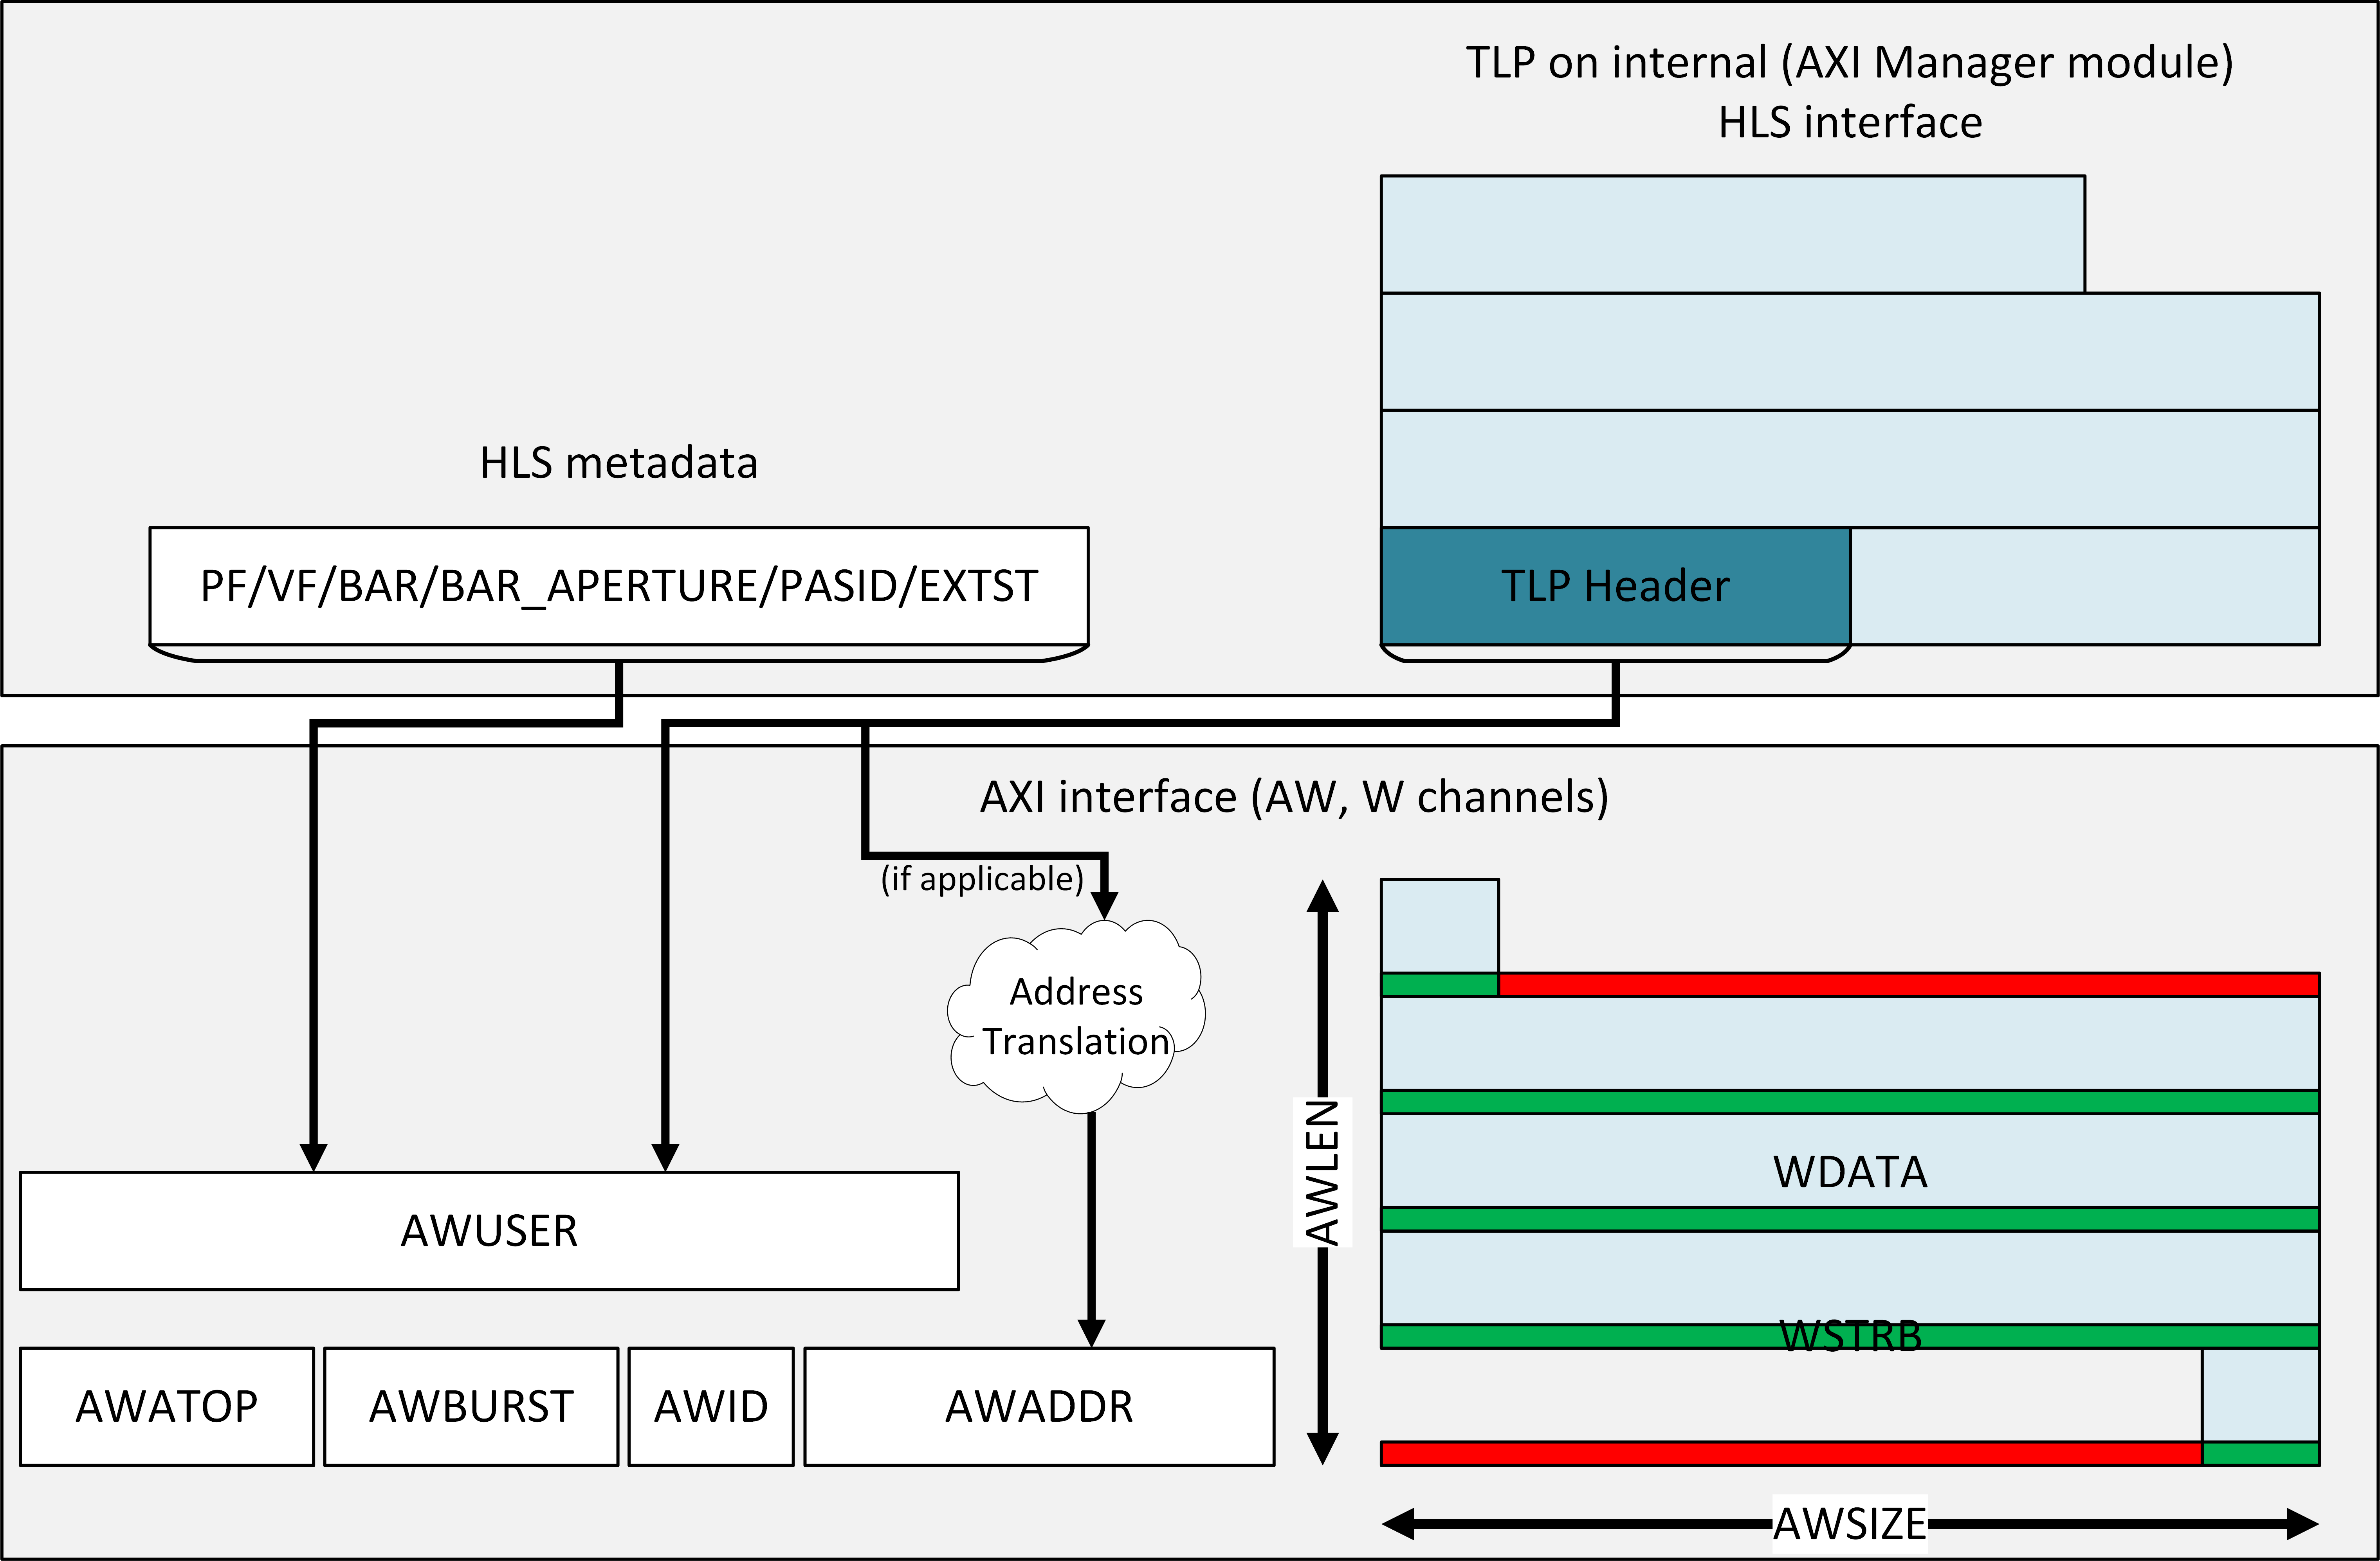 TLP on internal (AXI Manager module)
HLS interface
HLS metadata
PF/VF/BAR/BAR_APERTURE/PASID/EXTST
TLP Header
AXI interface (AW, W channels)
(if applicable)
Address
Translation
AWLEN
WDATA
AWUSER
WSTRB
AWATOP
AWBURST
AWID
AWADDR
AWSIZE